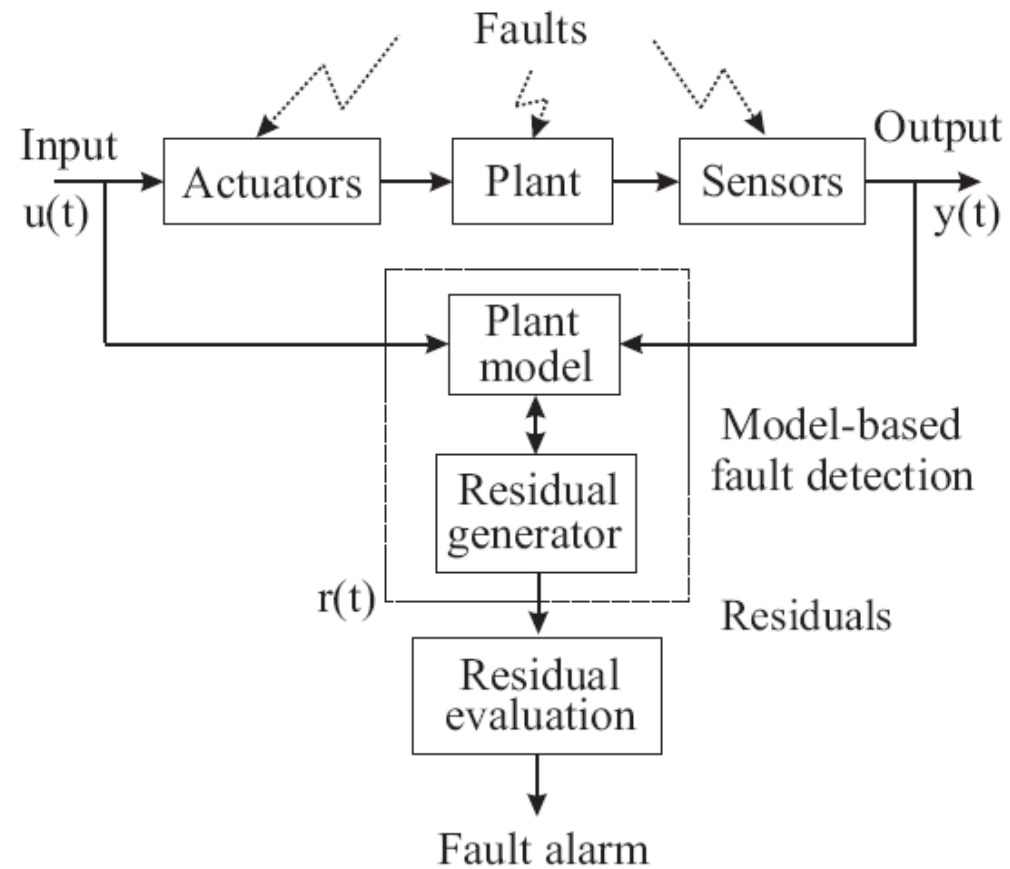 Faults
Input
Output
u(t)
Actuators
Plant
Sensors
y(t)
Plant
model
Model-based
fault detection
Residual
generator
r(t)
Residuals
Residual
evaluation
Fault alarm